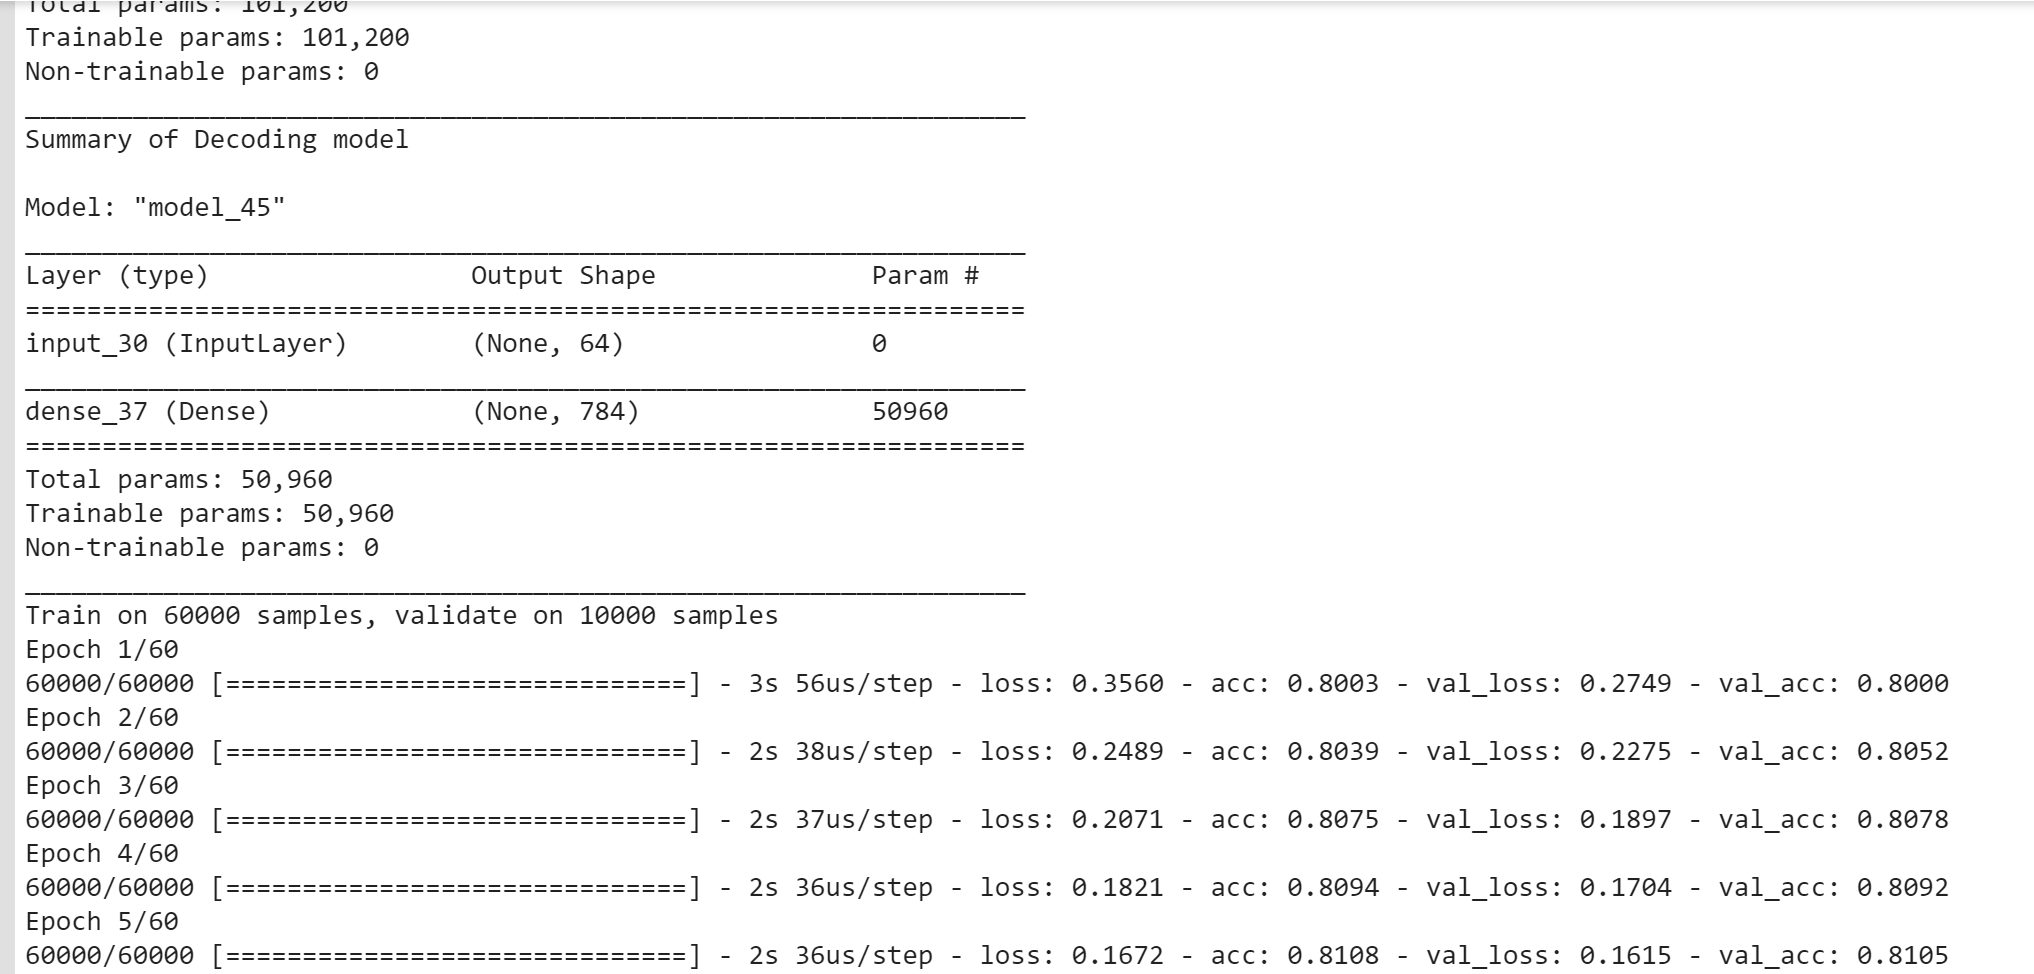 Total params: 101,200
Trainable params: 101,200
Non-trainable params: 0
_________________________________________________________________
Summary of Decoding model
Model: "model_45"
_________________________________________________________________
Layer (type)                 Output Shape              Param #
=================================================================
input_30 (InputLayer)        (None, 64)                0
_________________________________________________________________
dense_37 (Dense)             (None, 784)               50960
=================================================================
Total params: 50,960
Trainable params: 50,960
Non-trainable params: 0
_________________________________________________________________
Train on 60000 samples, validate on 10000 samples
Epoch 1/60
60000/60000 [==============================] - 3s 56us/step - loss: 0.3560 - acc: 0.8003 - val_loss: 0.2749 - val_acc: 0.8000
Epoch 2/60
60000/60000 [==============================] - 2s 38us/step - loss: 0.2489 - acc: 0.8039 - val_loss: 0.2275 - val_acc: 0.8052
Epoch 3/60
60000/60000 [==============================] - 2s 37us/step - loss: 0.2071 - acc: 0.8075 - val_loss: 0.1897 - val_acc: 0.8078
Epoch 4/60
60000/60000 [==============================] - 2s 36us/step - loss: 0.1821 - acc: 0.8094 - val_loss: 0.1704 - val_acc: 0.8092
Epoch 5/60
60000/60000 [==============================] - 2s 36us/step - loss: 0.1672 - acc: 0.8108 - val_loss: 0.1615 - val_acc: 0.8105